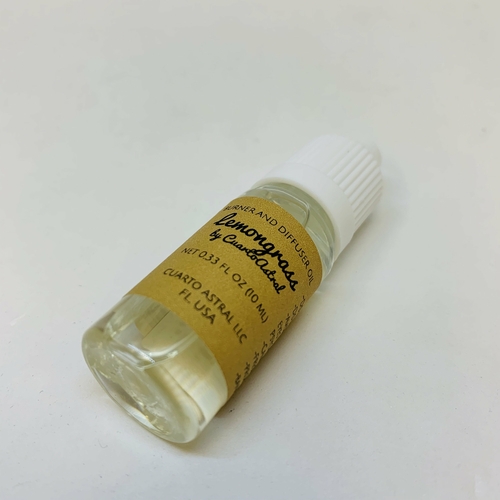 BURNER AND DIFFUSER OIL
Lemongrass
by CuartoAstral
NET 0.33 FL OZ (10 ML)
CUARTO ASTRAL LLC
FL. USA